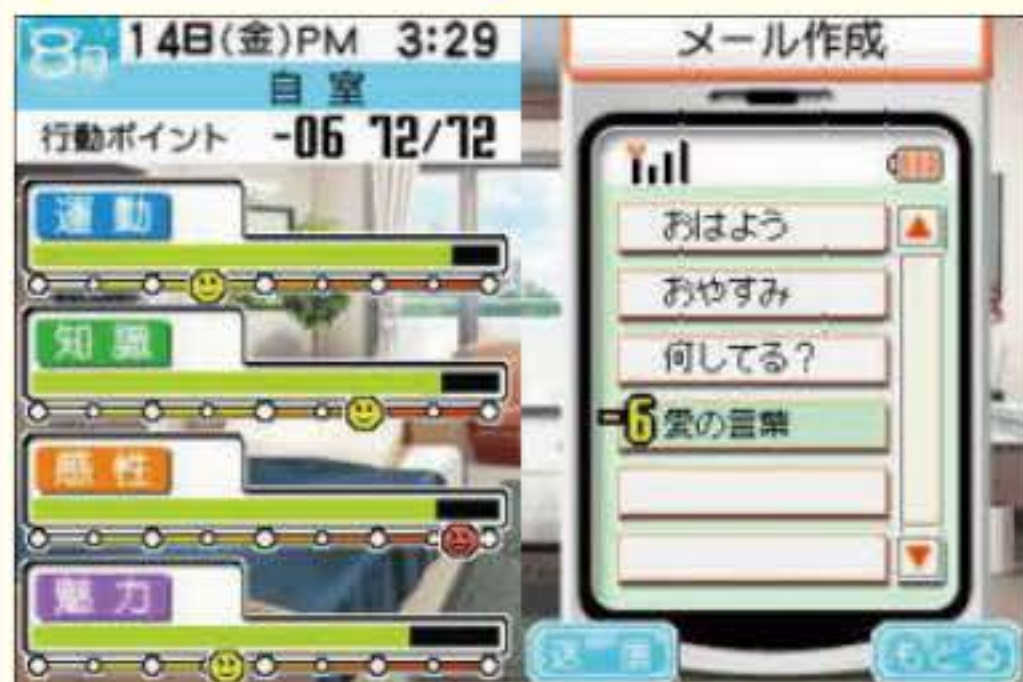 8月 14日(金)PM 3:29
自室
行動ポイント -06 72/72
運動
知識
感性
魅力
メール作成
おはよう
おやすみ
何してる?
-6 愛の言葉
送信
もどる